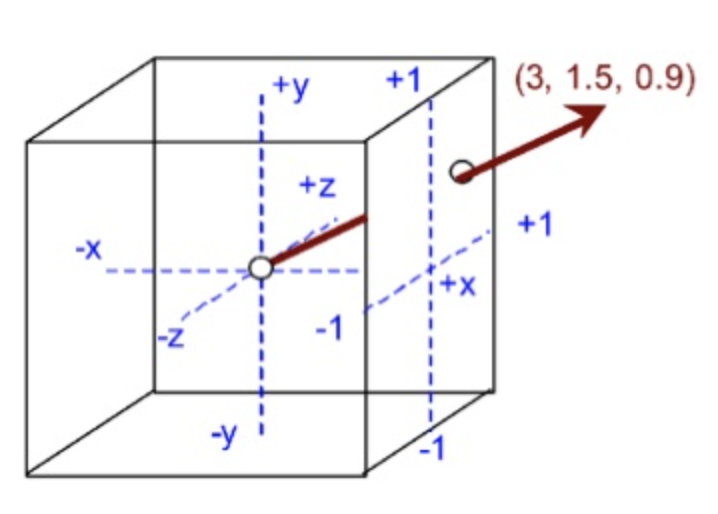 +y
+1
(3, 1.5, 0.9)
+z
-x
+1
+x
-z
-1
-y
-1